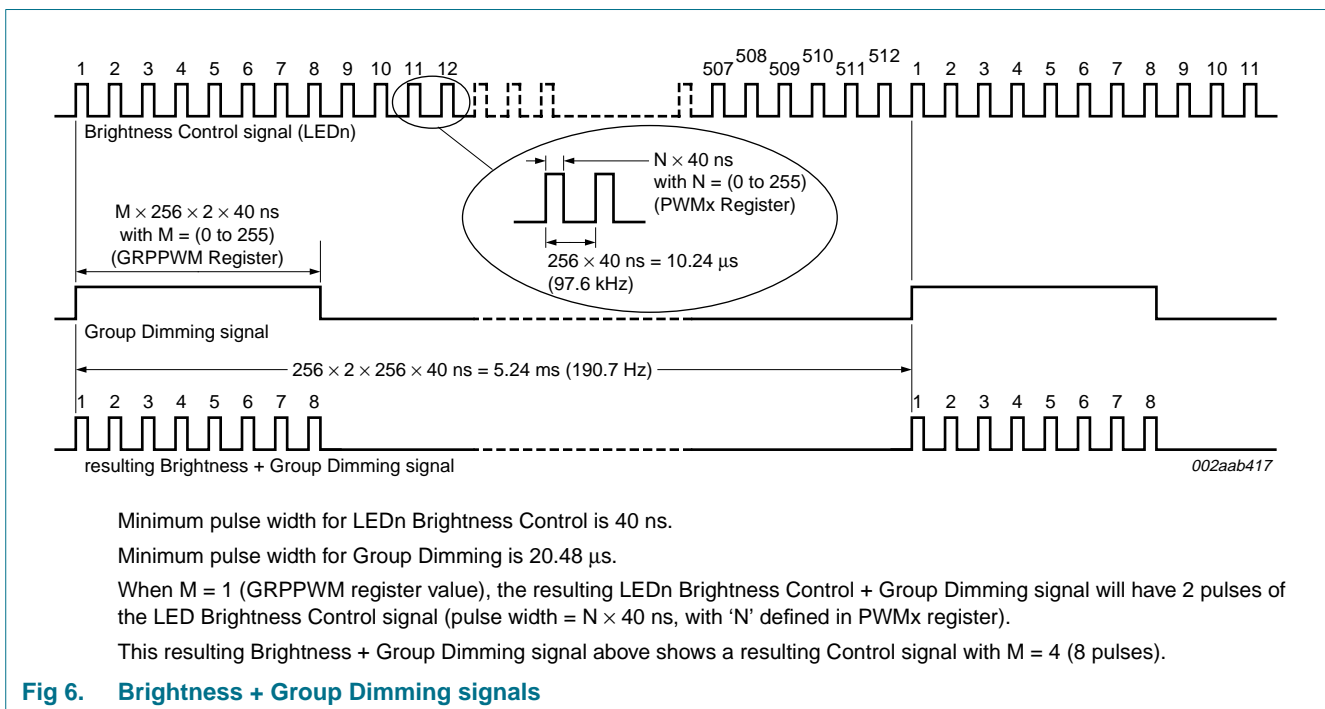 1 2 3 4 5 6 7 8 9 10 11 12 507 508 509 510 511 512 1 2 3 4 5 6 7 8 9 10 11
Brightness Control signal (LEDn)
N × 40 ns
with N = (0 to 255)
(PWMx Register)
M × 256 × 2 × 40 ns
with M = (0 to 255)
(GRPPWM Register)
256 × 40 ns = 10.24 μs
(97.6 kHz)
Group Dimming signal
256 × 2 × 256 × 40 ns = 5.24 ms (190.7 Hz)
1 2 3 4 5 6 7 8 1 2 3 4 5 6 7 8
resulting Brightness + Group Dimming signal
002aab417
Minimum pulse width for LEDn Brightness Control is 40 ns.
Minimum pulse width for Group Dimming is 20.48 μs.
When M = 1 (GRPPWM register value), the resulting LEDn Brightness Control + Group Dimming signal will have 2 pulses of
the LED Brightness Control signal (pulse width = N × 40 ns, with ‘N’ defined in PWMx register).
This resulting Brightness + Group Dimming signal above shows a resulting Control signal with M = 4 (8 pulses).
Fig 6. Brightness + Group Dimming signals